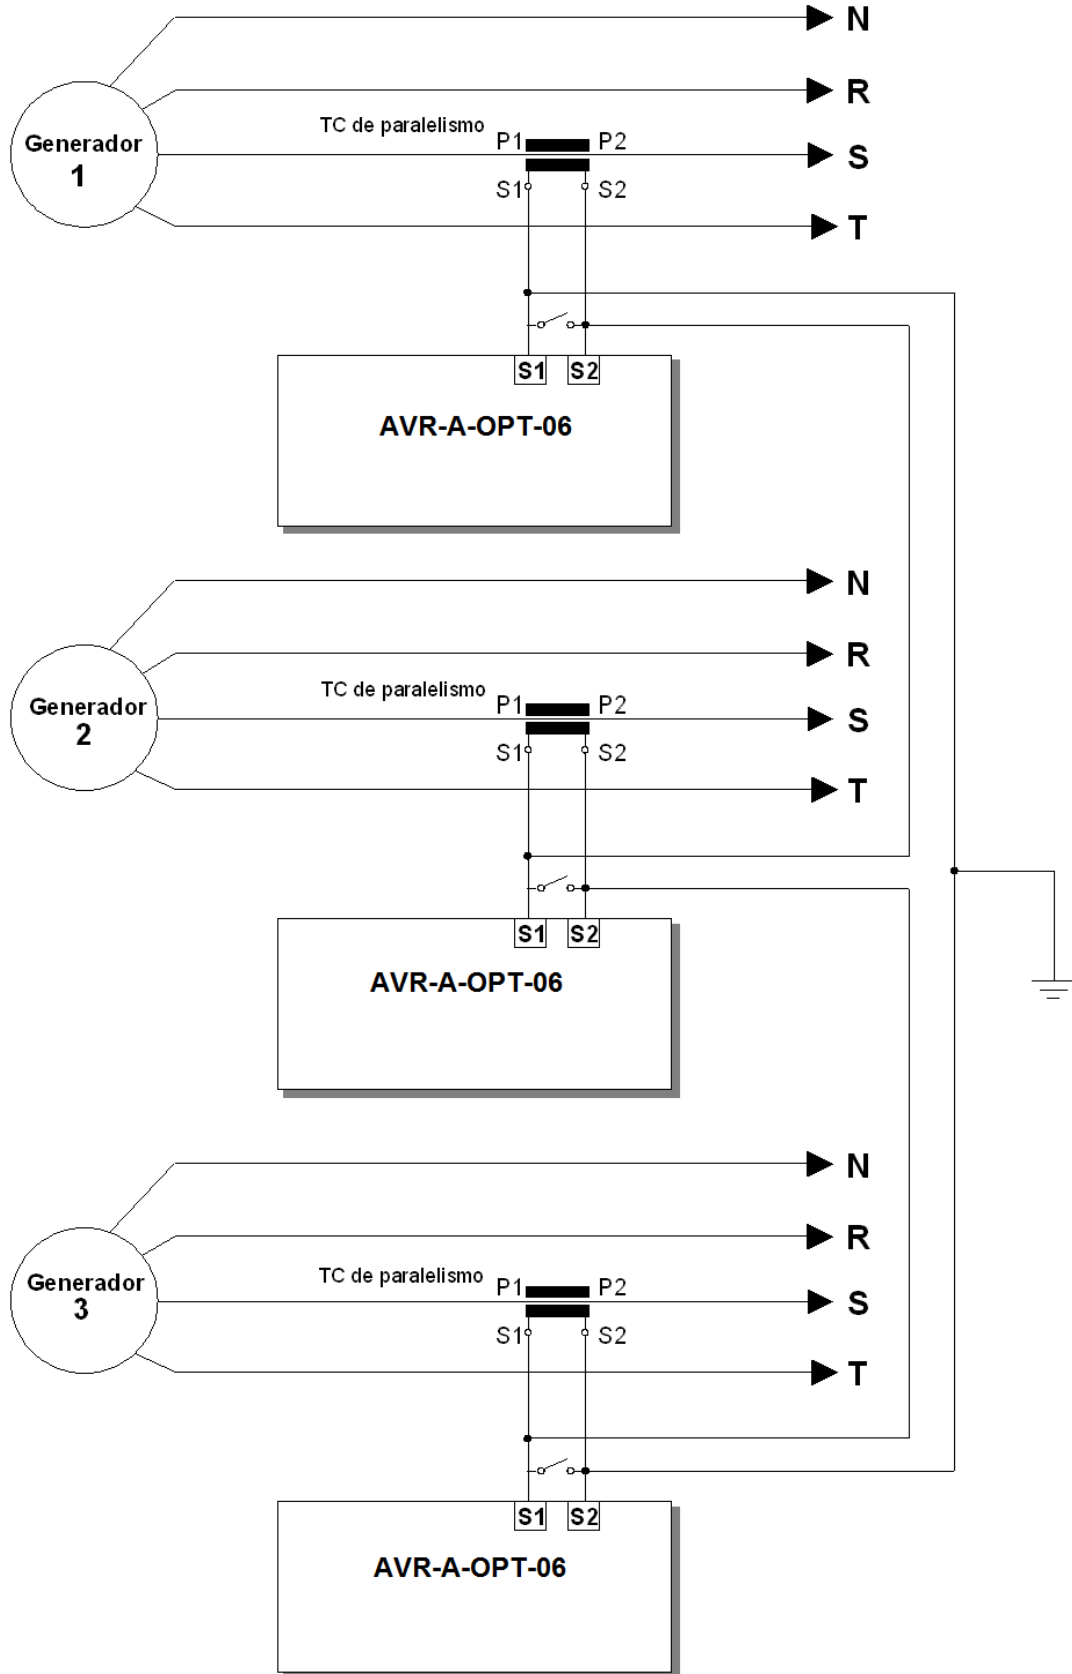 N
R
Generador
1
TC de paralelismo
P1 P2
S
S1 S2
T
S1 S2
AVR-A-OPT-06
N
R
Generador
2
TC de paralelismo
P1 P2
S
S1 S2
T
S1 S2
AVR-A-OPT-06
N
R
Generador
3
TC de paralelismo
P1 P2
S
S1 S2
T
S1 S2
AVR-A-OPT-06